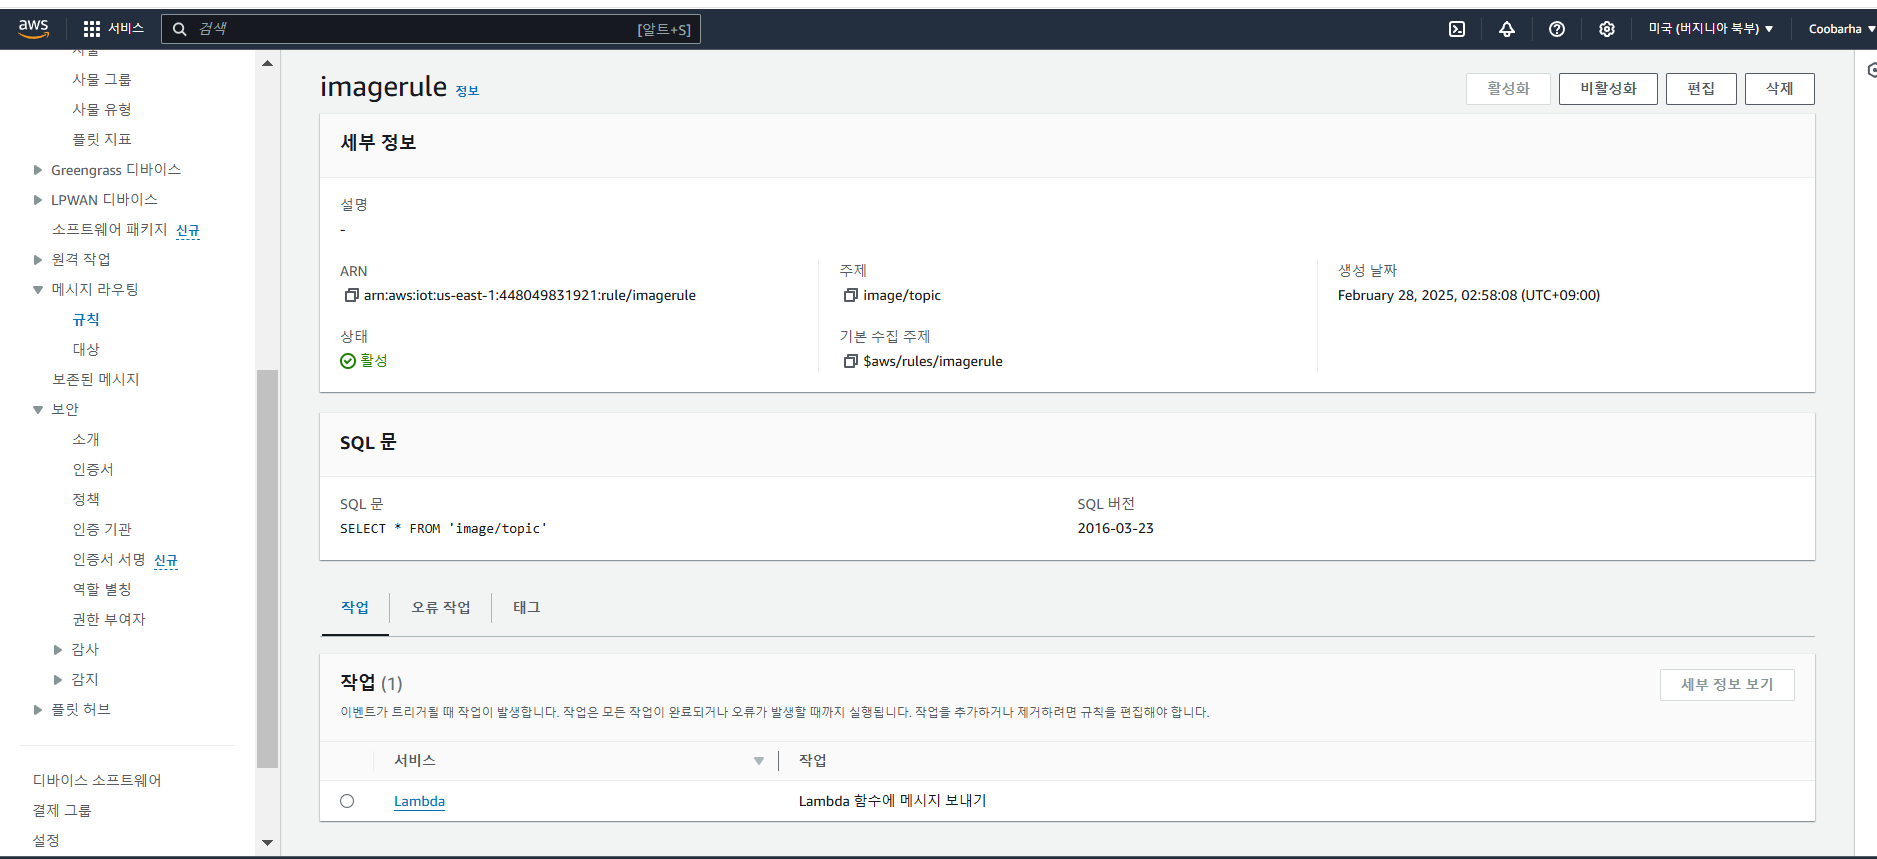 aws
서비스
검색
[알트+S]
미국 (버지니아 북부) ▼
Coobarha ▼
사물
사물 그룹
사물 유형
플릿 지표
Greengrass 디바이스
LPWAN 디바이스
소프트웨어 패키지 신규
원격 작업
메시지 라우팅
규칙
대상
보존된 메시지
보안
소개
인증서
정책
인증 기관
인증서 서명 신규
역할 별칭
권한 부여자
감사
감지
플릿 허브
디바이스 소프트웨어
결제 그룹
설정
imagerule 정보
활성화
비활성화
편집
삭제
세부 정보
설명
-
ARN
arn:aws:iot:us-east-1:448049831921:rule/imagerule
상태
활성
주제
image/topic
기본 수집 주제
$aws/rules/imagerule
생성 날짜
February 28, 2025, 02:58:08 (UTC+09:00)
SQL 문
SQL 문
SELECT * FROM 'image/topic'
SQL 버전
2016-03-23
작업
오류 작업
태그
작업 (1)
세부 정보 보기
이벤트가 트리거될 때 작업이 발생합니다. 작업은 모든 작업이 완료되거나 오류가 발생할 때까지 실행됩니다. 작업을 추가하거나 제거하려면 규칙을 편집해야 합니다.
서비스
작업
Lambda
Lambda 함수에 메시지 보내기